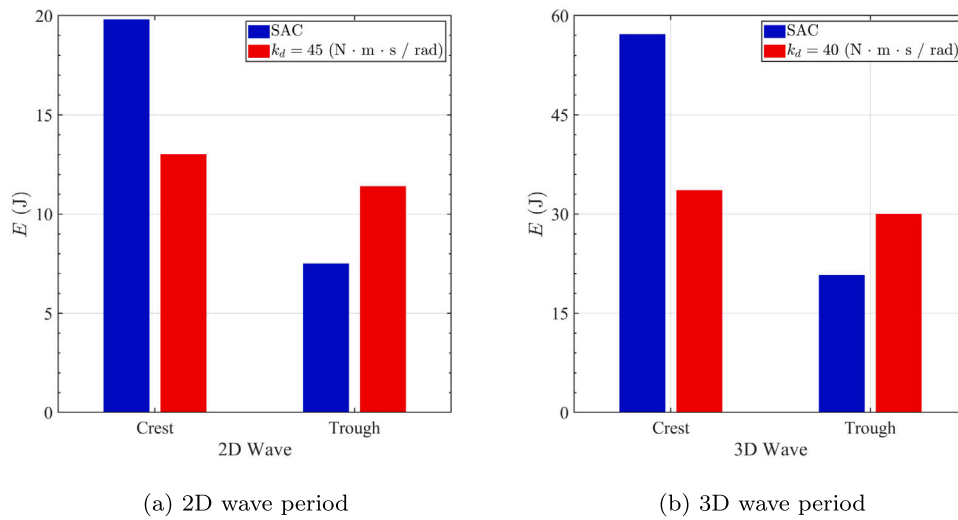 20
15
10
5
0
E (J)
SAC
k_d = 45 (N · m · s / rad)
Crest
Trough
2D Wave
(a) 2D wave period
60
45
30
15
0
E (J)
SAC
k_d = 40 (N · m · s / rad)
Crest
Trough
3D Wave
(b) 3D wave period